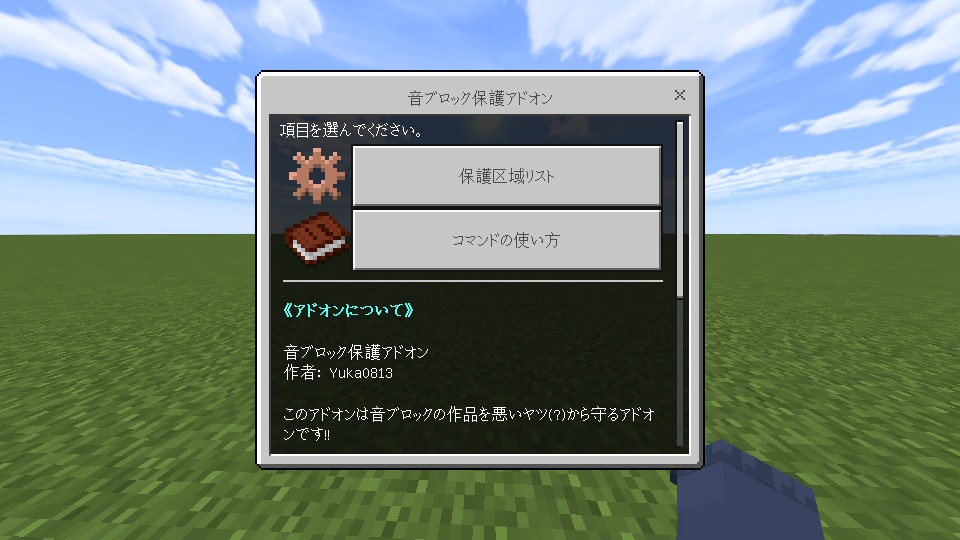 音ブロック保護アドオン
項目を選んでください。
保護区域リスト
コマンドの使い方
《アドオンについて》
音ブロック保護アドオン
作者: Yuka0813
このアドオンは音ブロックの作品を悪いヤツ(?)から守るアドオ
ンです!!